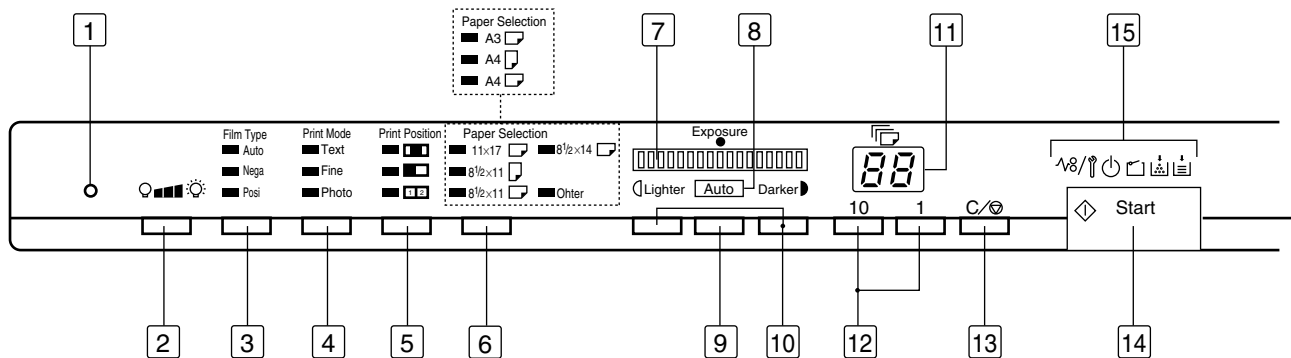 1
Paper Selection
A3
A4
A4
7
8
11
15
Film Type
Auto
Nega
Posi
Print Mode
Text
Fine
Photo
Print Position
1 2
Paper Selection
11×17
8½×14
8½×11
8½×11
Ohter
Exposure
Lighter
Auto
Darker
88
10
1
C/
Start
2
3
4
5
6
9
10
12
13
14